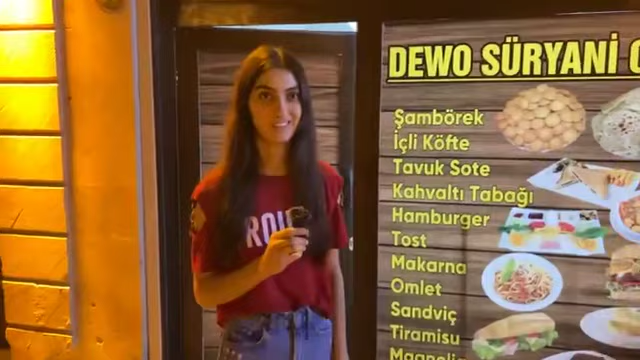 DEWO SÜRYANİ
Şambörek
İçli Köfte
Tavuk Sote
Kahvaltı Tabağı
Hamburger
Tost
Makarna
Omlet
Sandviç
Tiramisu